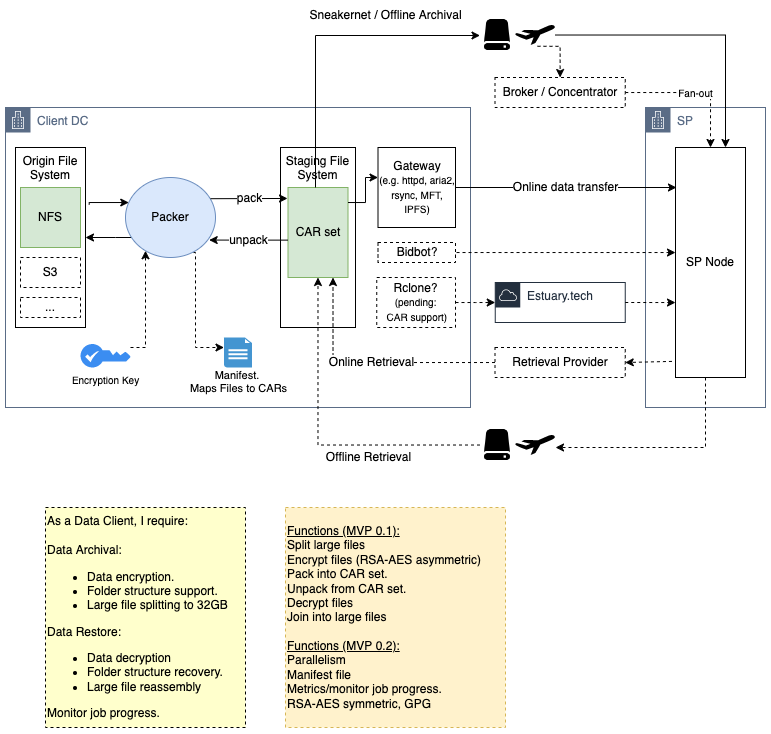 Sneakernet / Offline Archival
Broker / Concentrator
Fan-out
Client DC
SP
Origin File
System
NFS
S3
...
Packer
pack
unpack
Staging File
System
CAR set
Gateway
(e.g. httpd, aria2,
rsync, MFT,
IPFS)
Online data transfer
Bidbot?
Rclone?
(pending:
CAR support)
Estuary.tech
SP Node
Online Retrieval
Retrieval Provider
Encryption Key
Manifest.
Maps Files to CARs
Offline Retrieval
As a Data Client, I require:
Data Archival:
• Data encryption.
• Folder structure support.
• Large file splitting to 32GB
Data Restore:
• Data decryption
• Folder structure recovery.
• Large file reassembly
Monitor job progress.
Functions (MVP 0.1):
Split large files
Encrypt files (RSA-AES asymmetric)
Pack into CAR set.
Unpack from CAR set.
Decrypt files
Join into large files
Functions (MVP 0.2):
Parallelism
Manifest file
Metrics/monitor job progress.
RSA-AES symmetric, GPG